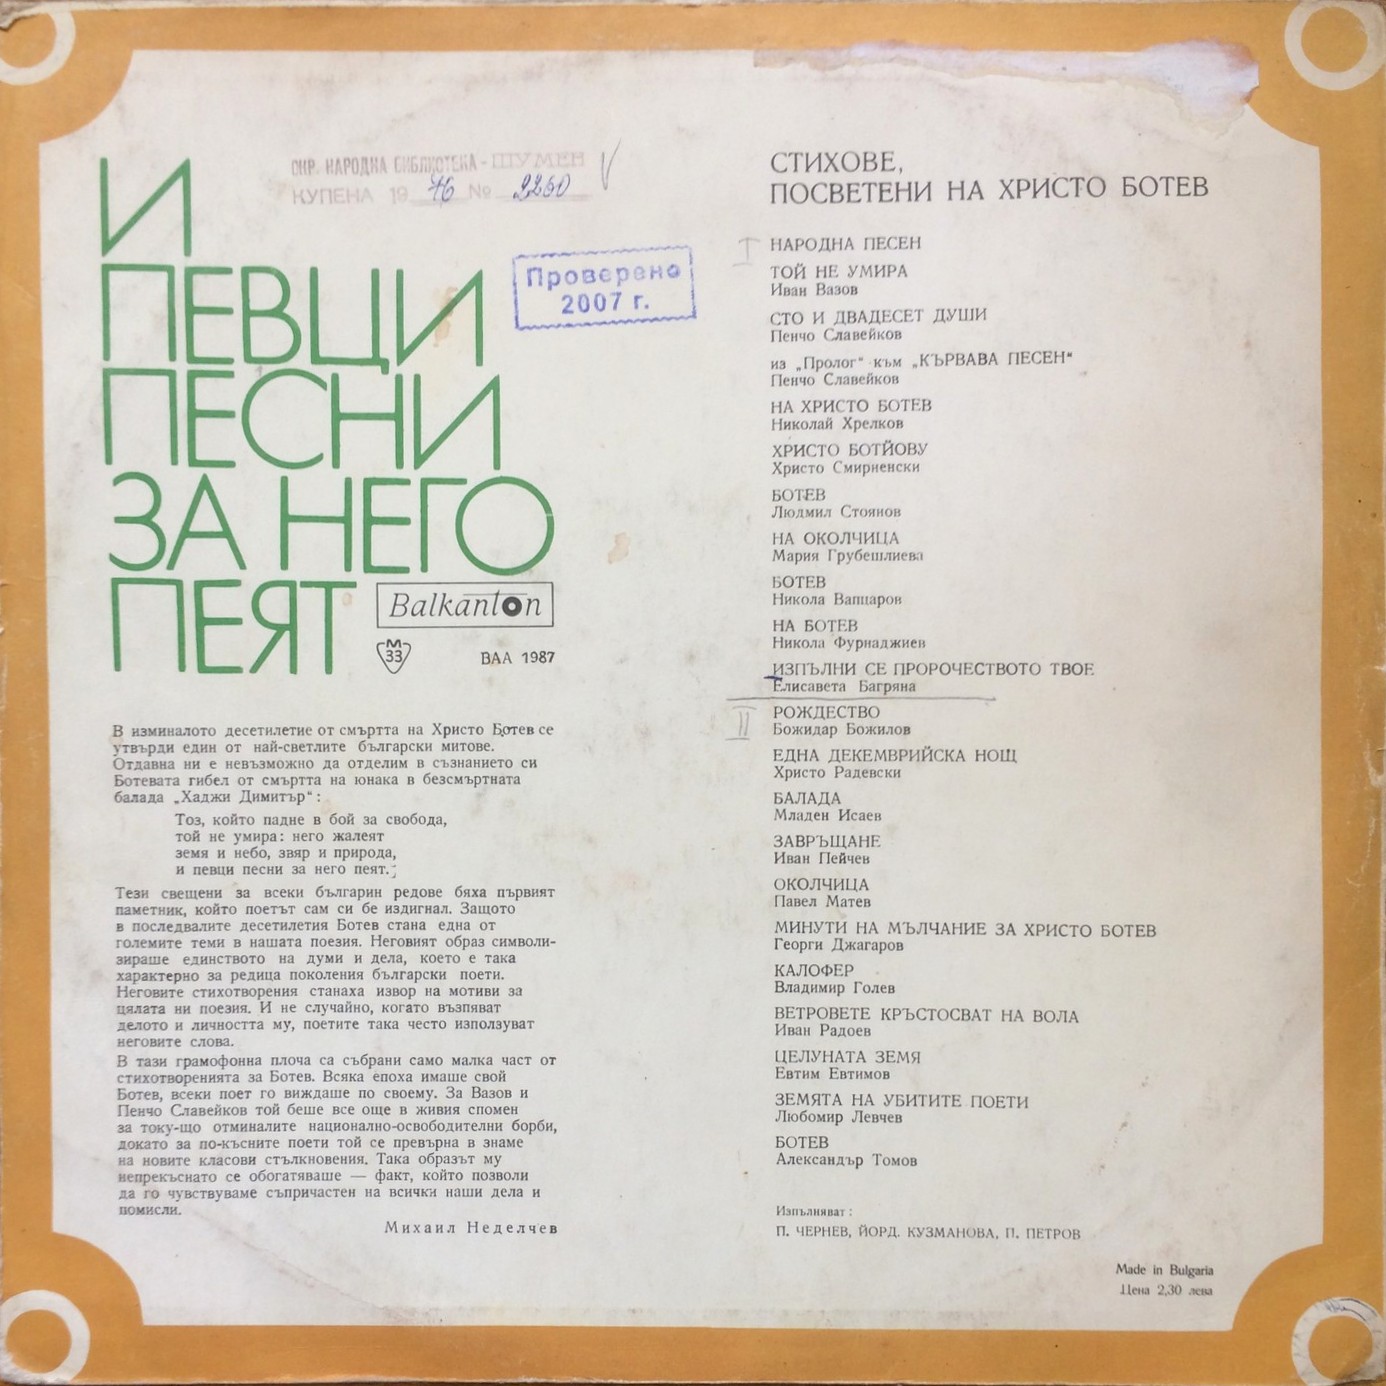 И
ПЕВЦИ
ПЕСНИ
ЗА НЕГО
ПЕЯТ
ОКР. НАРОДНА БИБЛИОТЕКА - ШУМЕН
КУПЕНА 19 76 № 2250
Проверено
2007 г.
Balkanton
М
33
ВАА 1987
В изминалото десетилетие от смъртта на Христо Ботев се
утвърди един от най-светлите български митове.
Отдавна ни е невъзможно да отделим в съзнанието си
Ботевата гибел от смъртта на юнака в безсмъртната
балада „Хаджи Димитър“:
Тоз, който падне в бой за свобода,
той не умира: него жалеят
земя и небо, звяр и природа,
и певци песни за него пеят.
Тези свещени за всеки българин редове бяха първият
паметник, който поетът сам си бе издигнал. Защото
в последвалите десетилетия Ботев стана една от
големите теми в нашата поезия. Неговият образ символи-
зираше единството на думи и дела, което е така
характерно за редица поколения български поети.
Неговите стихотворения станаха извор на мотиви за
цялата ни поезия. И не случайно, когато възпяват
делото и личността му, поетите така често използуват
неговите слова.
В тази грамофонна плоча са събрани само малка част от
стихотворенията за Ботев. Всяка епоха имаше свой
Ботев, всеки поет го виждаше по своему. За Вазов и
Пенчо Славейков той беше все още в живия спомен
за току-що отминалите национално-освободителни борби,
докато за по-късните поети той се превърна в знаме
на новите класови стълкновения. Така образът му
непрекъснато се обогатяваше — факт, който позволи
да го чувствуваме съпричастен на всички наши дела и
помисли.
Михаил Неделчев
СТИХОВЕ,
ПОСВЕТЕНИ НА ХРИСТО БОТЕВ
I
НАРОДНА ПЕСЕН
ТОЙ НЕ УМИРА
Иван Вазов
СТО И ДВАДЕСЕТ ДУШИ
Пенчо Славейков
из „Пролог“ към „КЪРВАВА ПЕСЕН“
Пенчо Славейков
НА ХРИСТО БОТЕВ
Николай Хрелков
ХРИСТО БОТЙОВУ
Христо Смирненски
БОТЕВ
Людмил Стоянов
НА ОКОЛЧИЦА
Мария Грубешлиева
БОТЕВ
Никола Вапцаров
НА БОТЕВ
Никола Фурнаджиев
ИЗПЪЛНИ СЕ ПРОРОЧЕСТВОТО ТВОЕ
Елисавета Багряна
II
РОЖДЕСТВО
Божидар Божилов
ЕДНА ДЕКЕМВРИЙСКА НОЩ
Христо Радевски
БАЛАДА
Младен Исаев
ЗАВРЪЩАНЕ
Иван Пейчев
ОКОЛЧИЦА
Павел Матев
МИНУТИ НА МЪЛЧАНИЕ ЗА ХРИСТО БОТЕВ
Георги Джагаров
КАЛОФЕР
Владимир Голев
ВЕТРОВЕТЕ КРЪСТОСВАТ НА ВОЛА
Иван Радоев
ЦЕЛУНАТА ЗЕМЯ
Евтим Евтимов
ЗЕМЯТА НА УБИТИТЕ ПОЕТИ
Любомир Левчев
БОТЕВ
Александър Томов
Изпълняват :
П. ЧЕРНЕВ, ЙОРД. КУЗМАНОВА, П. ПЕТРОВ
Made in Bulgaria
Цена 2,30 лева